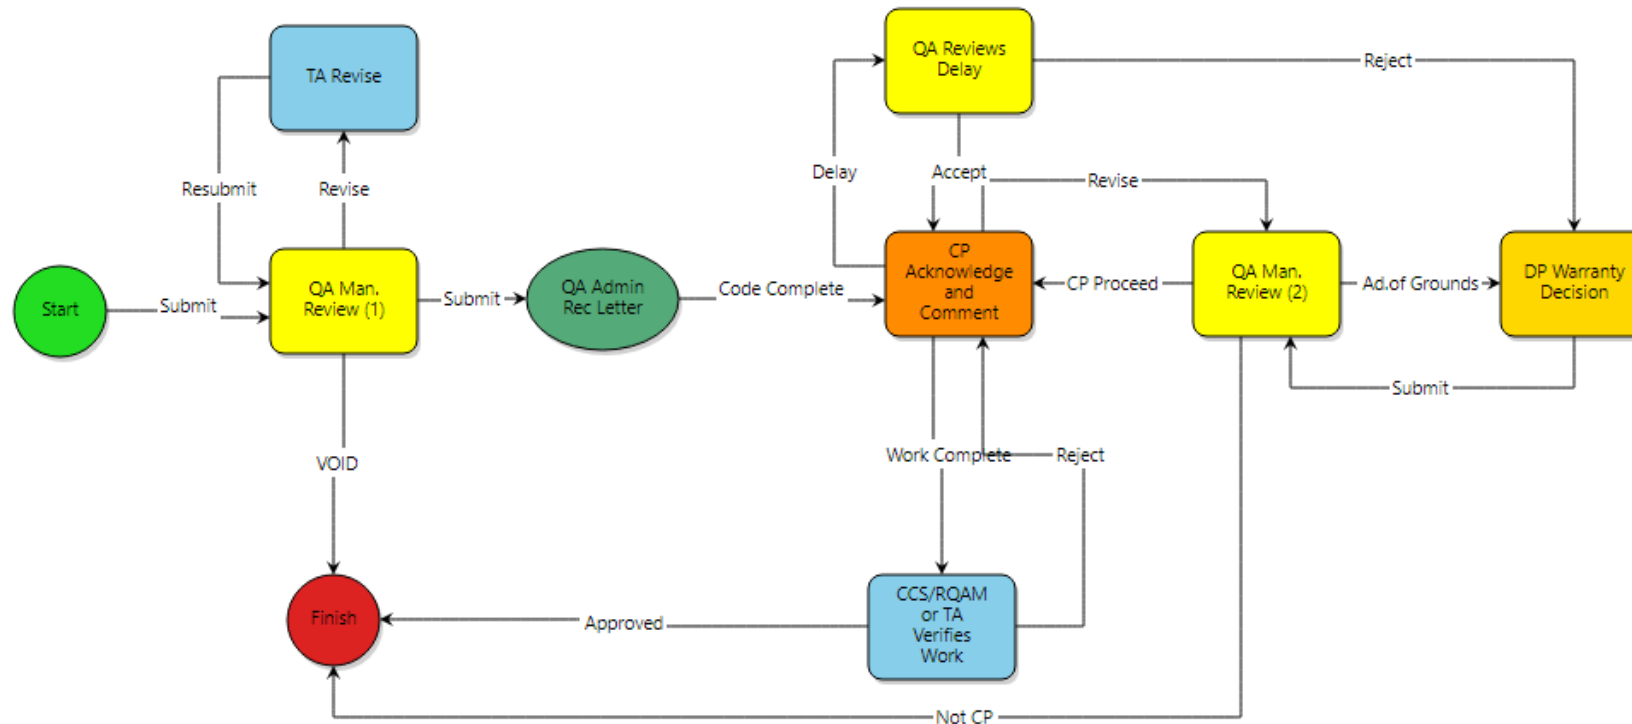 QA Reviews
Delay
TA Revise
Reject
Resubmit
Revise
Delay
Accept
Revise
Start
Submit
QA Man.
Review (1)
Submit
QA Admin
Rec Letter
Code Complete
CP
Acknowledge
and
Comment
CP Proceed
QA Man.
Review (2)
Ad.of Grounds
DP Warranty
Decision
Submit
VOID
Work Complete
Reject
Finish
Approved
CCS/RQAM
or TA
Verifies
Work
Not CP